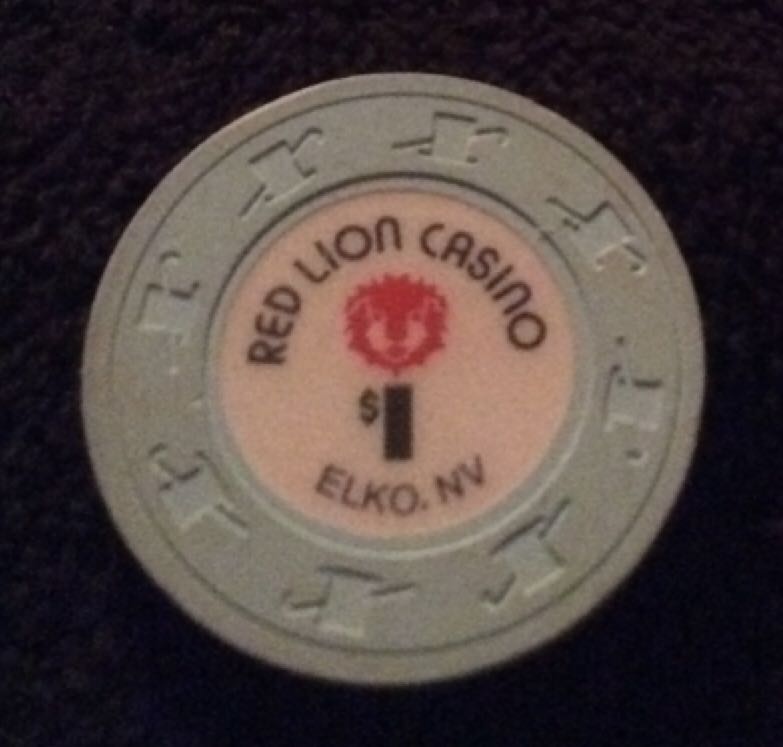 RED LION CASINO
$1
ELKO. NV